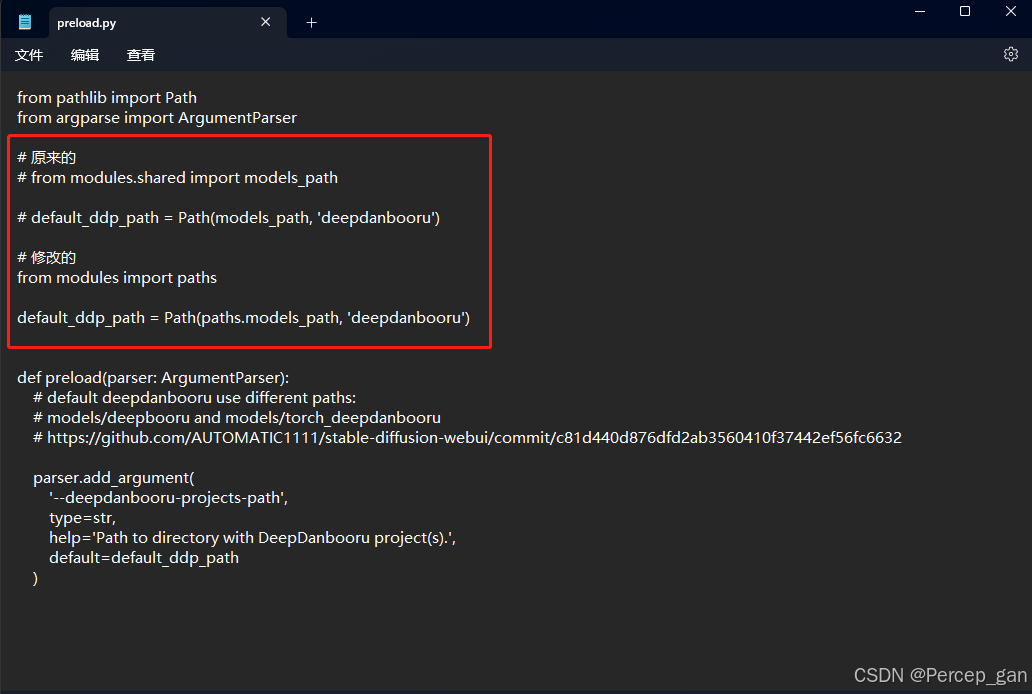 preload.py
文件 编辑 查看
from pathlib import Path
from argparse import ArgumentParser
# 原来的
# from modules.shared import models_path
# default_ddp_path = Path(models_path, 'deepdanbooru')
# 修改的
from modules import paths
default_ddp_path = Path(paths.models_path, 'deepdanbooru')
def preload(parser: ArgumentParser):
# default deepdanbooru use different paths:
# models/deepbooru and models/torch_deepdanbooru
# https://github.com/AUTOMATIC1111/stable-diffusion-webui/commit/c81d440d876dfd2ab3560410f37442ef56fc6632
parser.add_argument(
'--deepdanbooru-projects-path',
type=str,
help='Path to directory with DeepDanbooru project(s).',
default=default_ddp_path
)
CSDN @Percep_gan